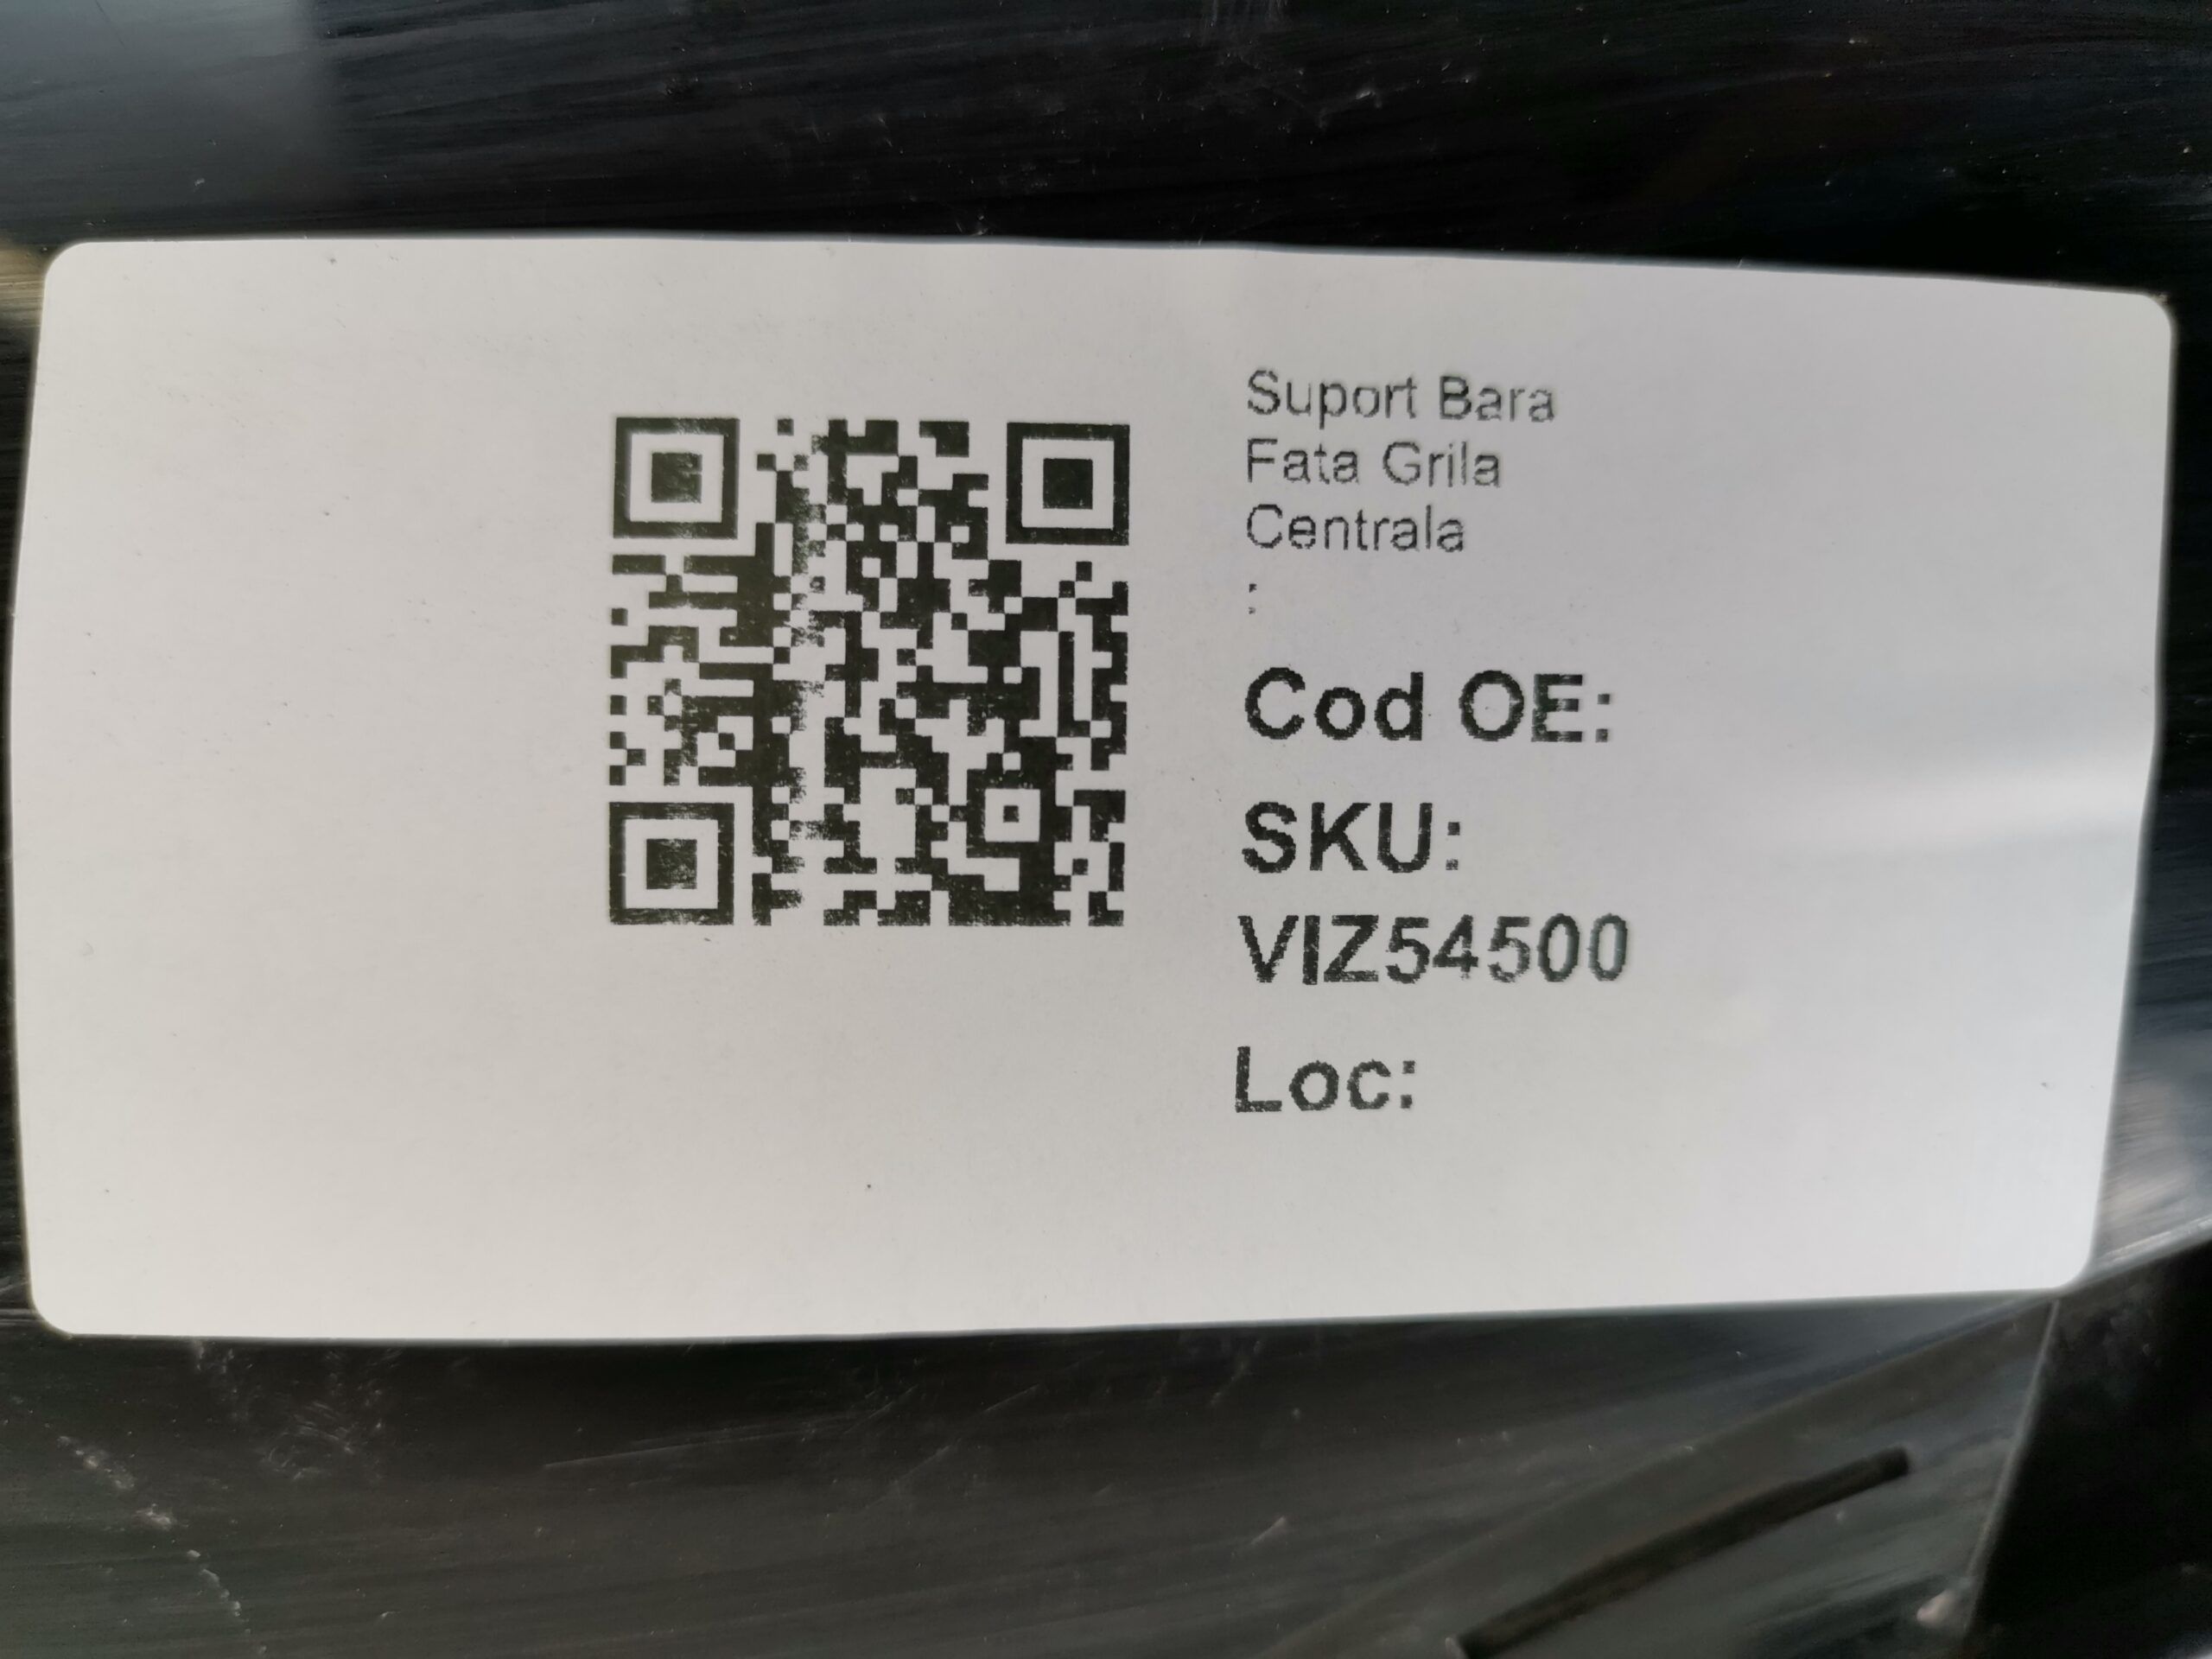 Suport Bara
Fata Grila
Centrala
:
Cod OE:
SKU:
VIZ54500
Loc: